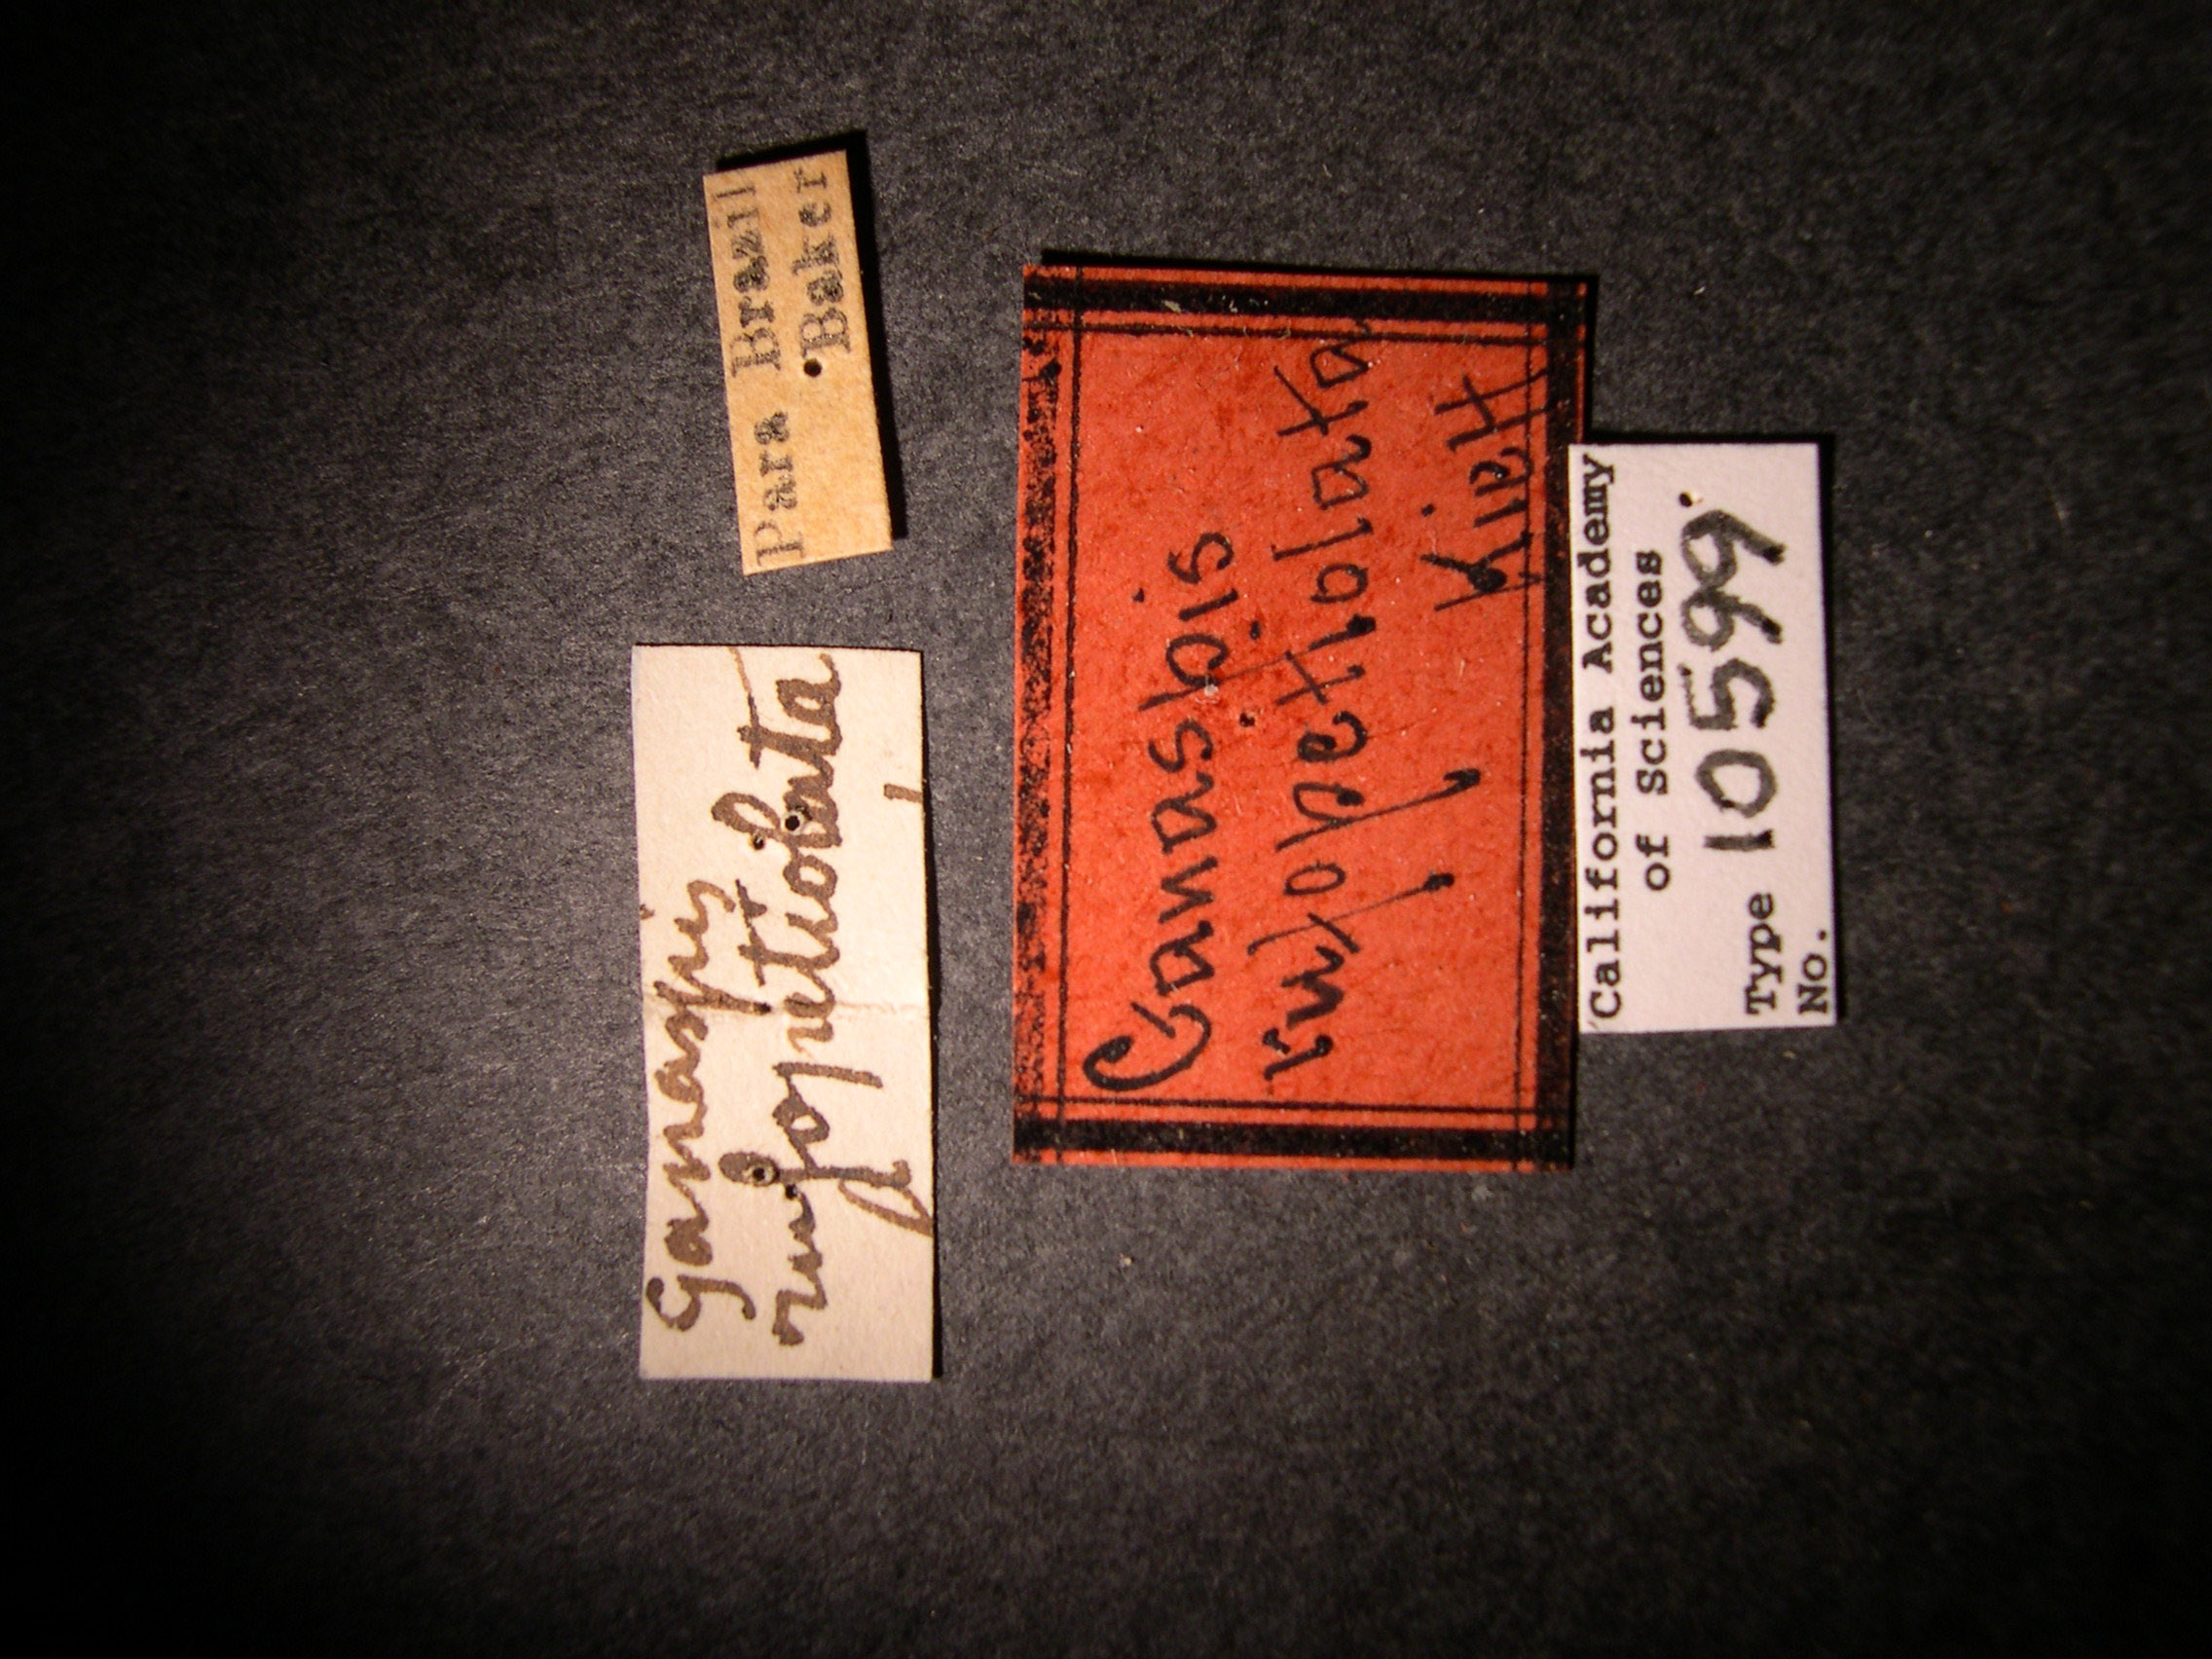 Para Brazil
Baker
Ganaspis
rufopetiolata
Ganaspis
rufopetiolata
Kieff
California Academy
of Sciences
Type 10599.
No.